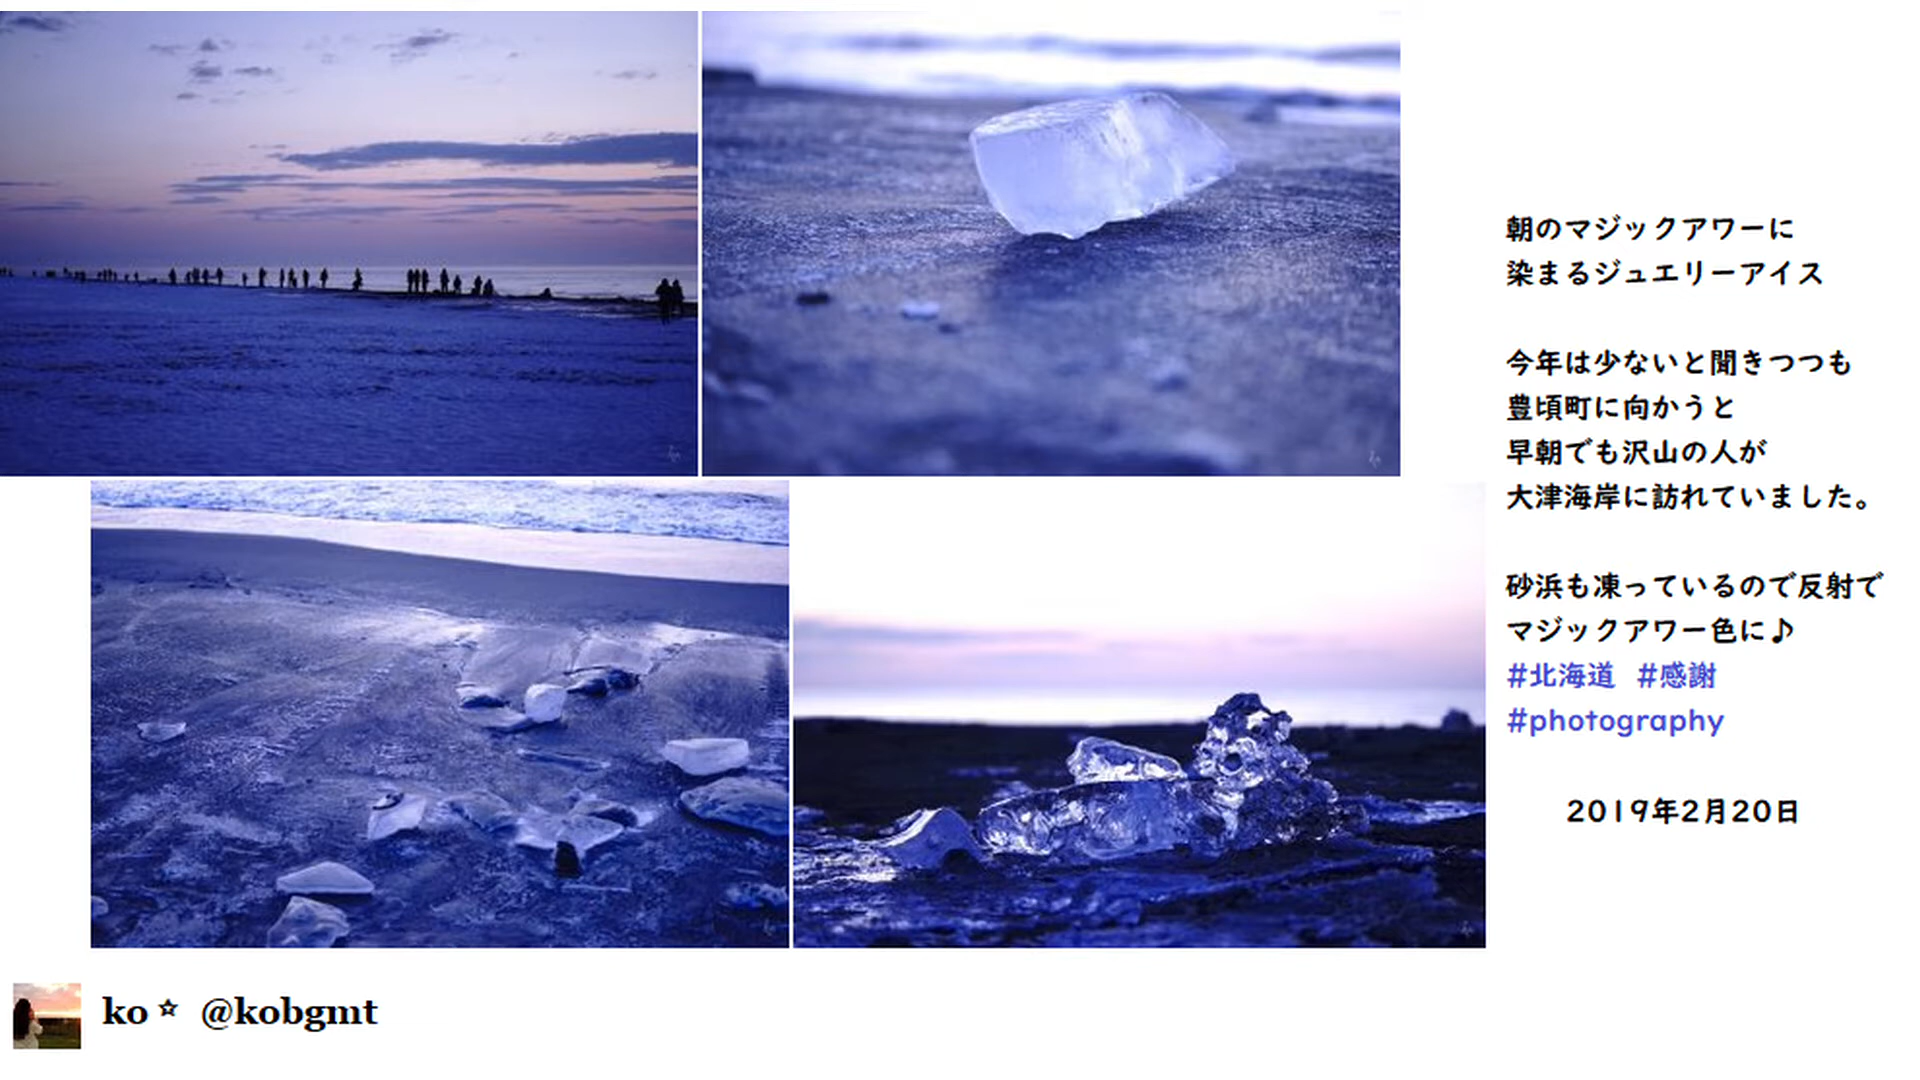 朝のマジックアワーに
染まるジュエリーアイス
今年は少ないと聞きつつも
豊頃町に向かうと
早朝でも沢山の人が
大津海岸に訪れていました。
砂浜も凍っているので反射で
マジックアワー色に♪
#北海道 #感謝
#photography
2019年2月20日
ko☆ @kobgmt